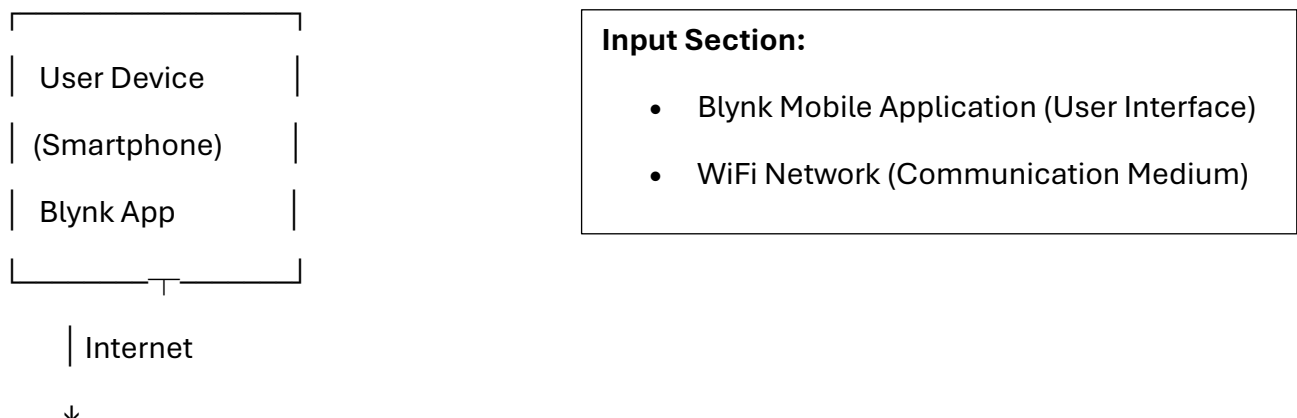 User Device
(Smartphone)
Blynk App
Internet
Input Section:
• Blynk Mobile Application (User Interface)
• WiFi Network (Communication Medium)